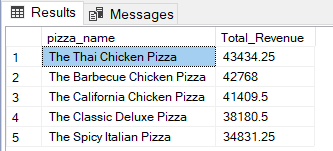 Results Messages
pizza_name Total_Revenue
1 The Thai Chicken Pizza 43434.25
2 The Barbecue Chicken Pizza 42768
3 The California Chicken Pizza 41409.5
4 The Classic Deluxe Pizza 38180.5
5 The Spicy Italian Pizza 34831.25